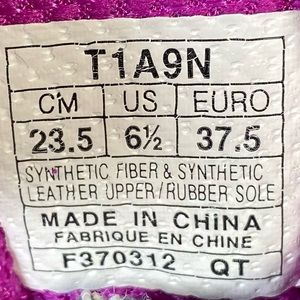 T1A9N
CM US EURO
23.5 6½ 37.5
SYNTHETIC FIBER & SYNTHETIC
LEATHER UPPER/RUBBER SOLE
MADE IN CHINA
FABRIQUE EN CHINE
F370312 QT